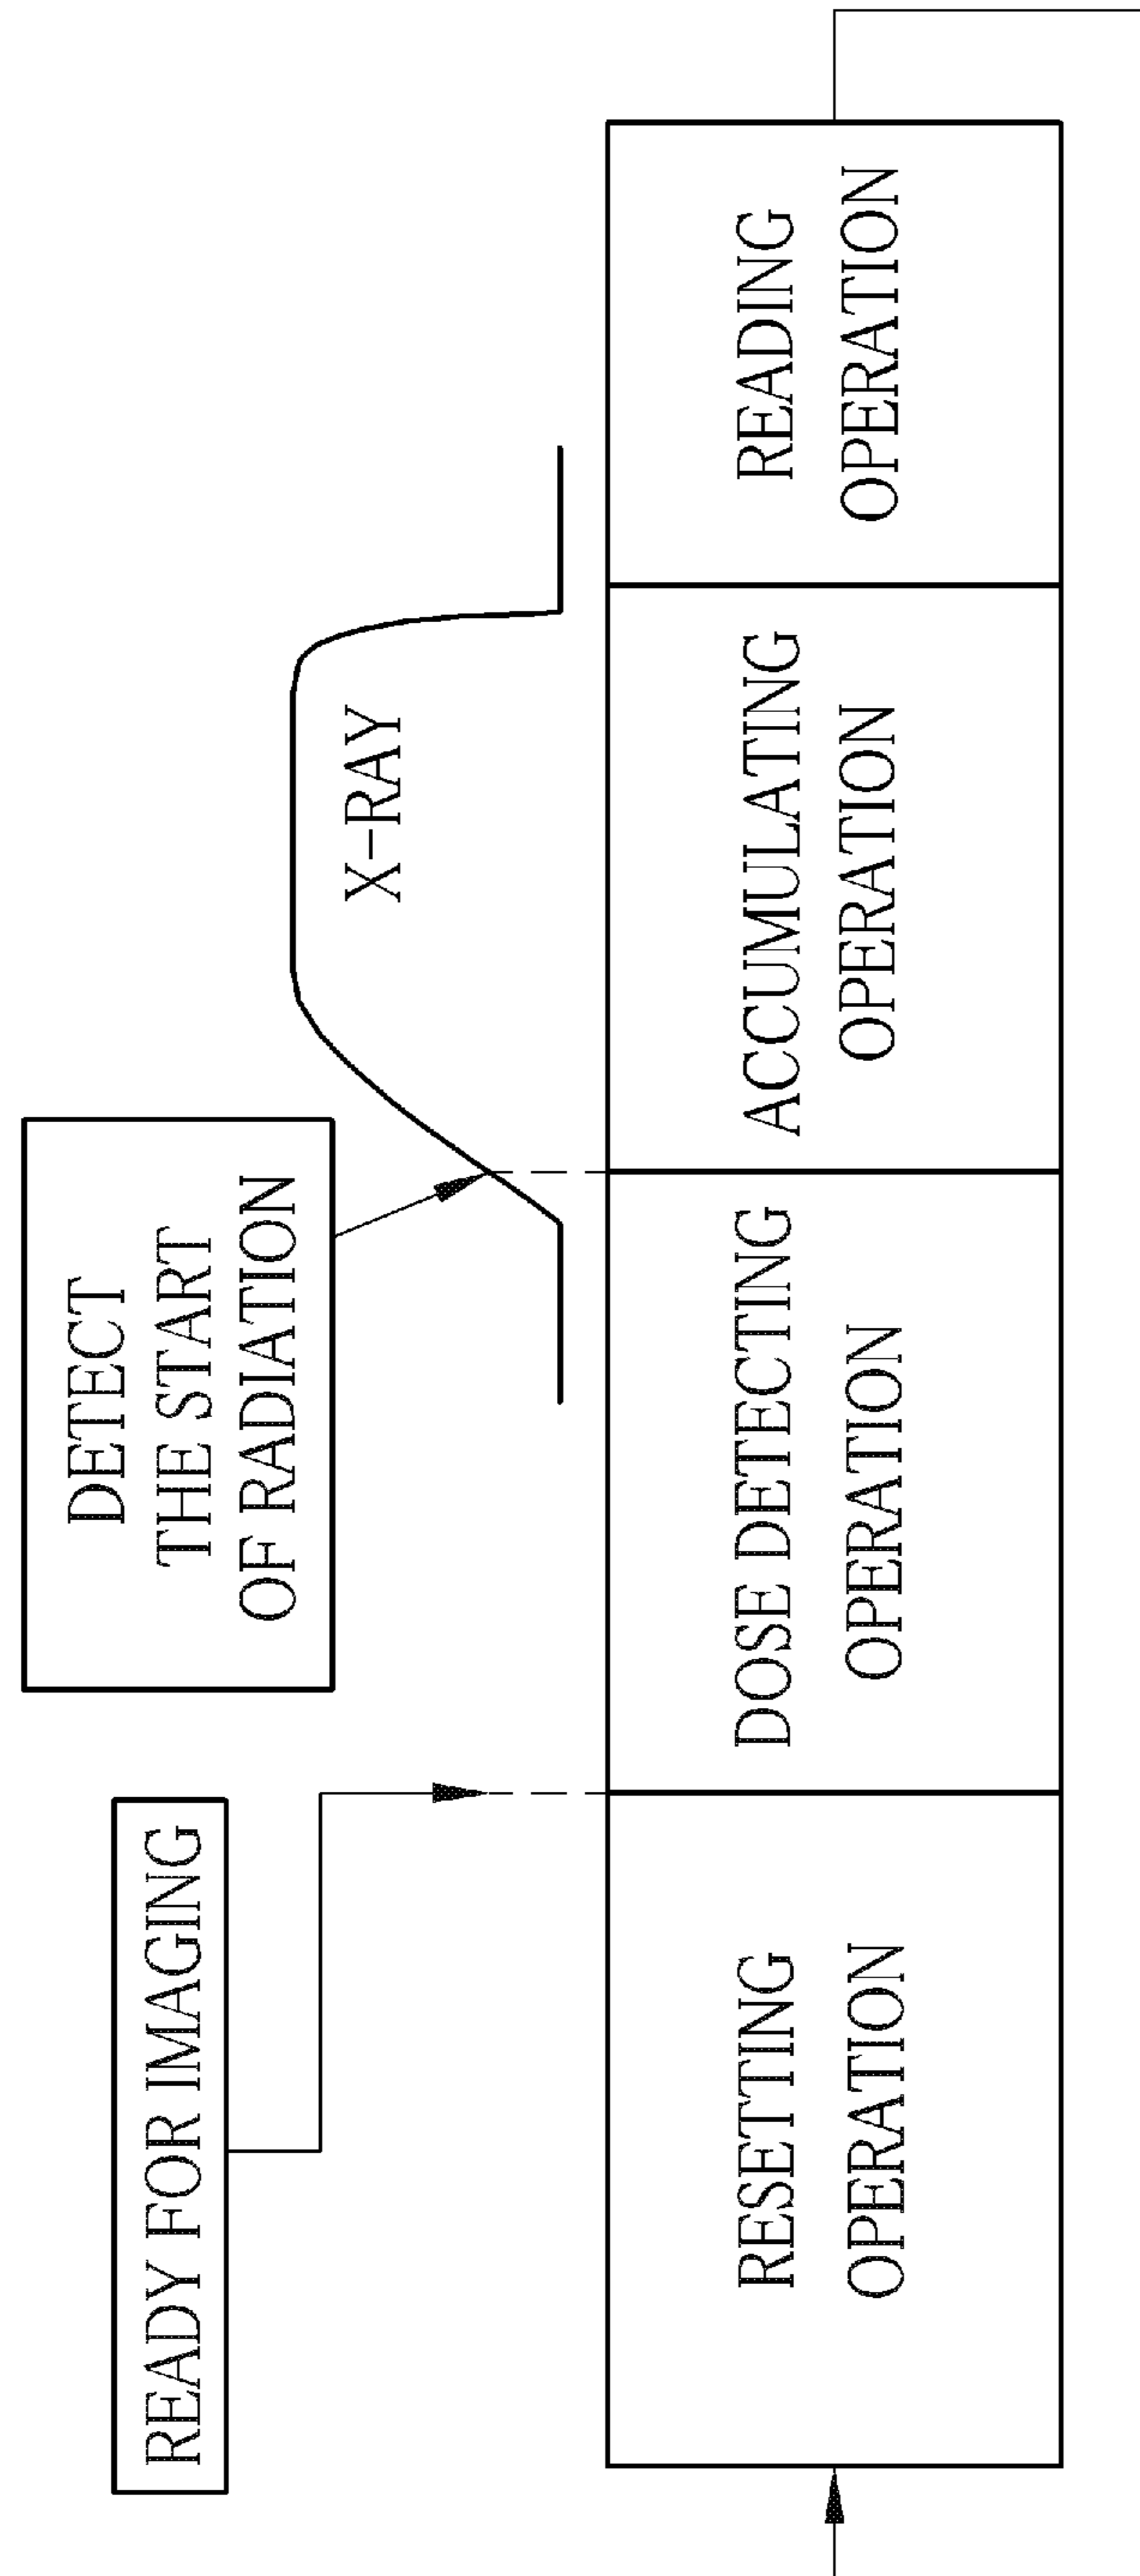 READY FOR IMAGING
DETECT
THE START
OF RADIATION
X-RAY
RESETTING
OPERATION
DOSE DETECTING
OPERATION
ACCUMULATING
OPERATION
READING
OPERATION